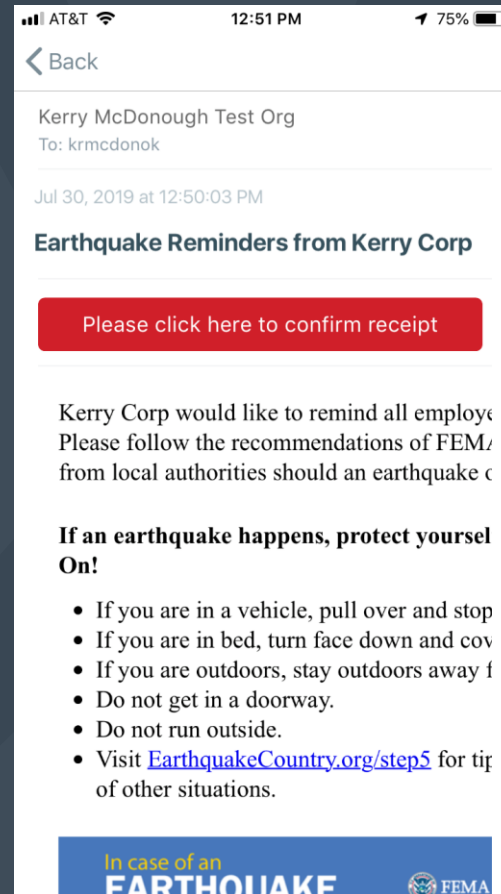 AT&T 12:51 PM 75%
Back
Kerry McDonough Test Org
To: krmcdonok
Jul 30, 2019 at 12:50:03 PM
Earthquake Reminders from Kerry Corp
Please click here to confirm receipt
Kerry Corp would like to remind all
Please follow the recommendations of
from local authorities should an earthquake
If an earthquake happens, protect
On!
• If you are in a vehicle, pull over and stop
• If you are in bed, turn face down and
• If you are outdoors, stay outdoors away
• Do not get in a doorway.
• Do not run outside.
• Visit EarthquakeCountry.org/step5 for
of other situations.
In case of an
EARTHQUAKE FEMA